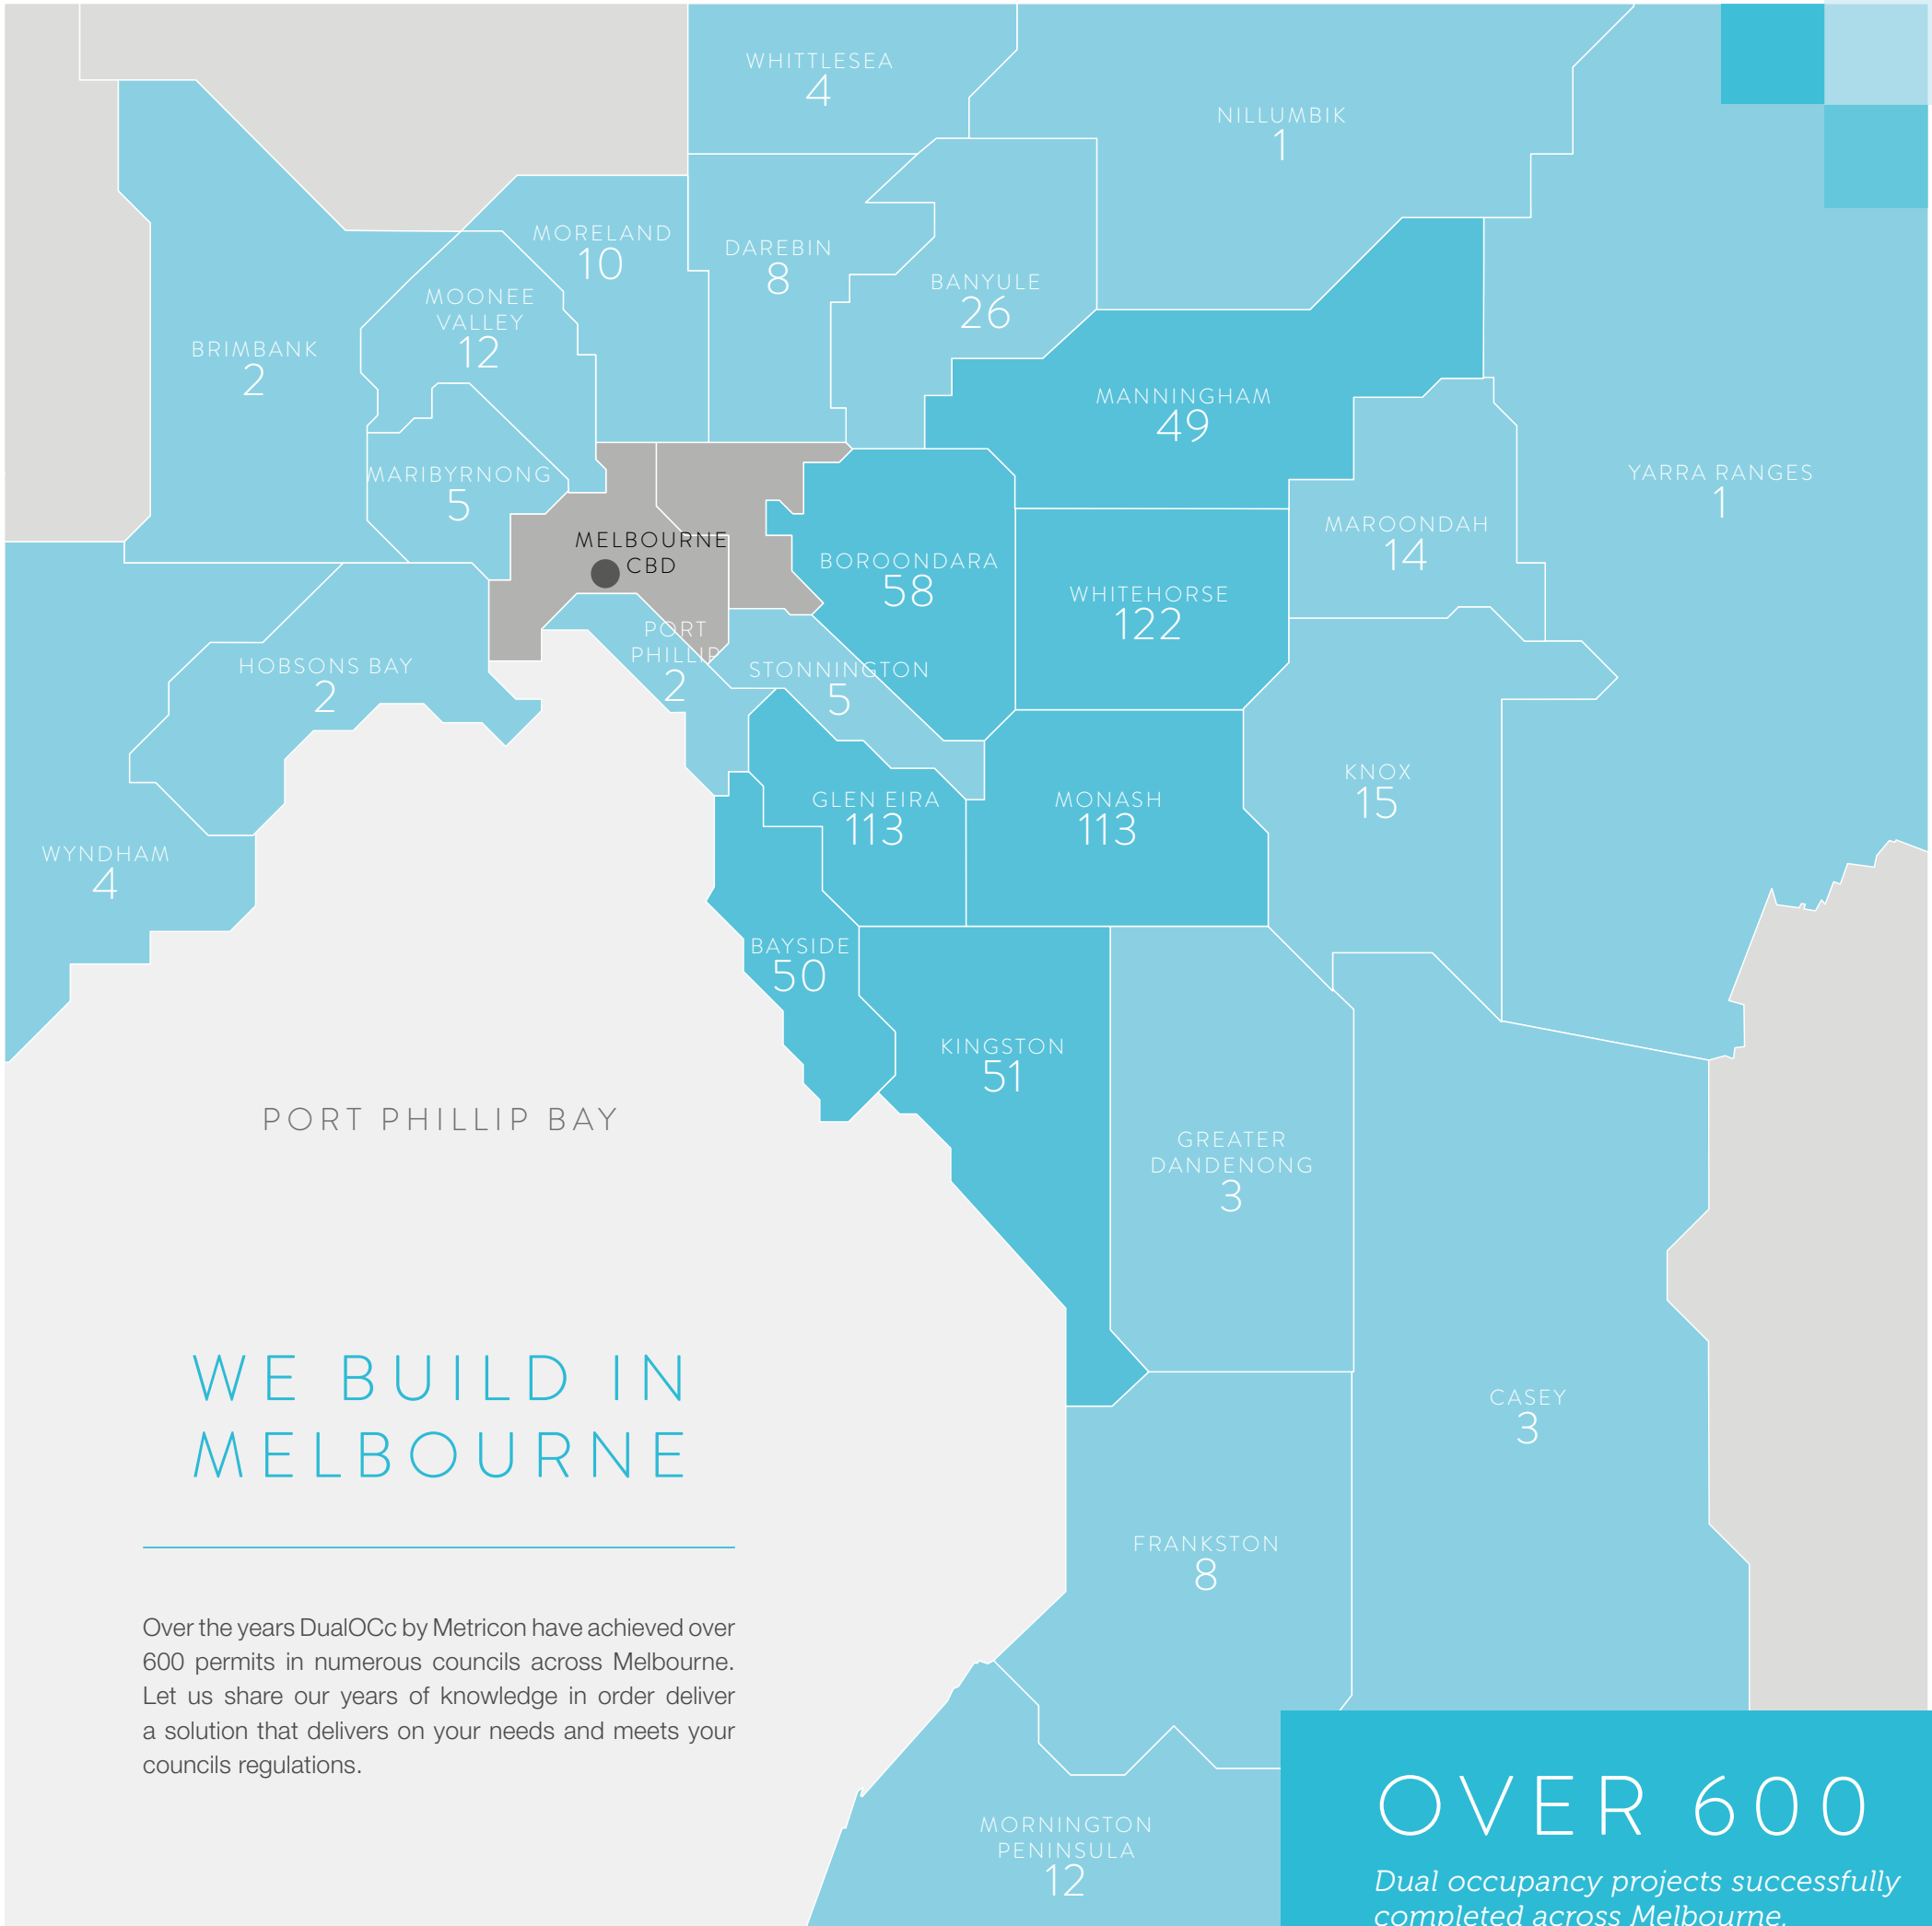 WHITTLESEA
4
NILLUMBIK
1
MORELAND
10
DAREBIN
8
BANYULE
26
MOONEE
VALLEY
12
BRIMBANK
2
MANNINGHAM
49
MARIBYRNONG
5
YARRA RANGES
1
MAROONDAH
14
MELBOURNE
CBD
BOROONDARA
58
WHITEHORSE
122
PORT
PHILLIP
2
HOBSONS BAY
2
STONNINGTON
5
KNOX
15
GLEN EIRA
113
MONASH
113
WYNDHAM
4
BAYSIDE
50
KINGSTON
51
PORT PHILLIP BAY
GREATER
DANDENONG
3
WE BUILD IN
MELBOURNE
CASEY
3
FRANKSTON
8
Over the years DualOCc by Metricon have achieved over
600 permits in numerous councils across Melbourne.
Let us share our years of knowledge in order deliver
a solution that delivers on your needs and meets your
councils regulations.
MORNINGTON
PENINSULA
12
OVER 600
Dual occupancy projects successfully
completed across Melbourne.